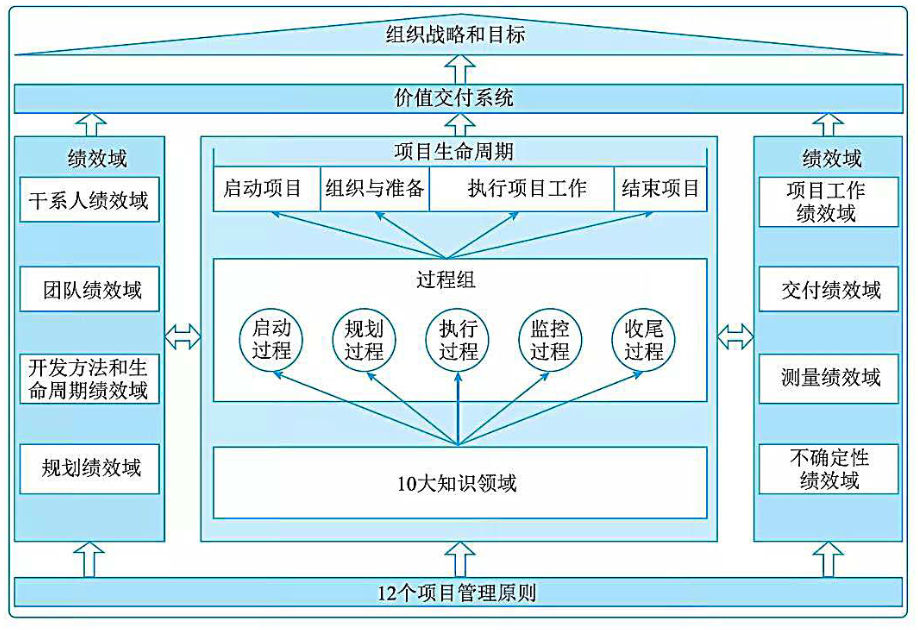 组织战略和目标
价值交付系统
绩效域
干系人绩效域
团队绩效域
开发方法和生
命周期绩效域
规划绩效域
项目生命周期
启动项目
组织与准备
执行项目工作
结束项目
过程组
启动
过程
规划
过程
执行
过程
监控
过程
收尾
过程
10大知识领域
绩效域
项目工作
绩效域
交付绩效域
测量绩效域
不确定性
绩效域
12个项目管理原则